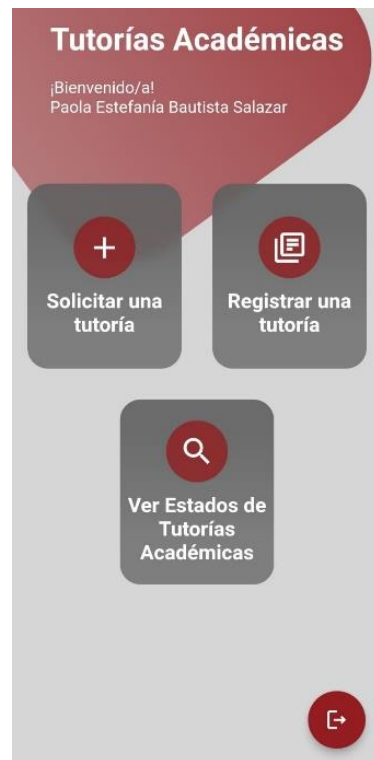 Tutorías Académicas
¡Bienvenido/a!
Paola Estefanía Bautista Salazar
Solicitar una
tutoría
Registrar una
tutoría
Ver Estados de
Tutorías
Académicas